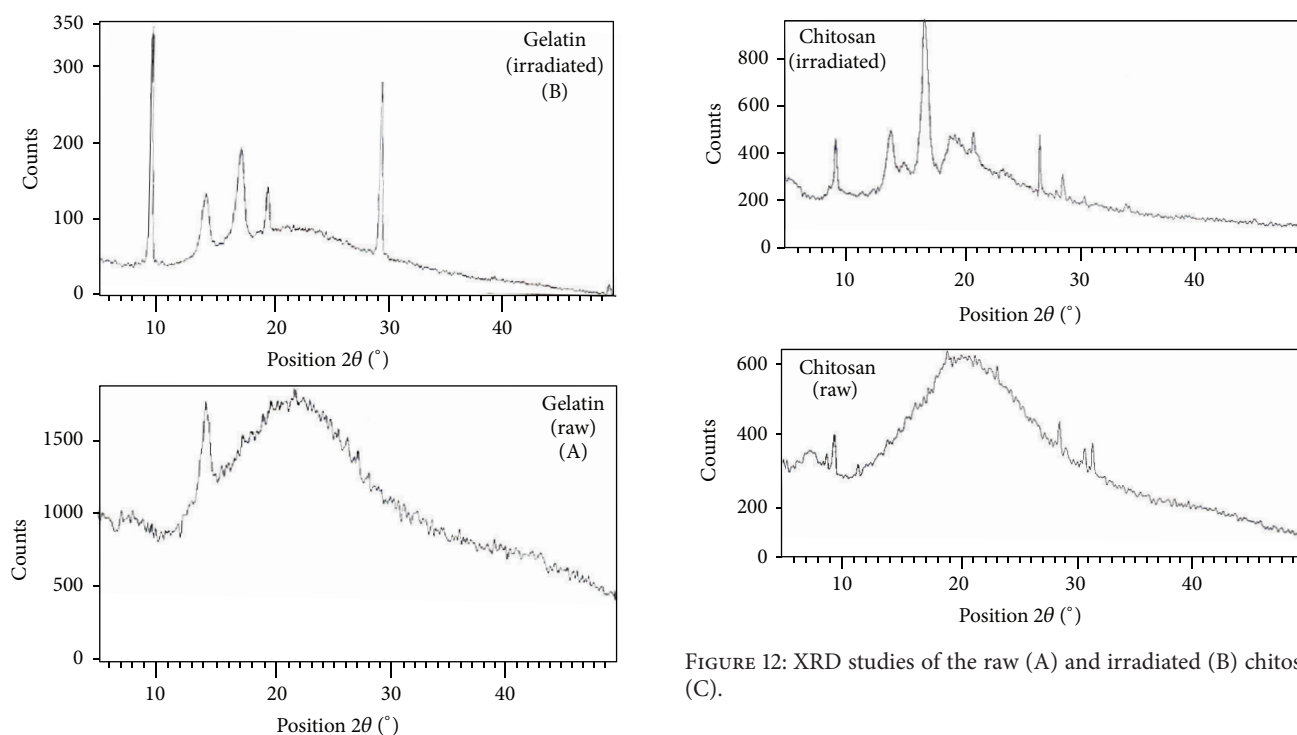 350
300
200
100
0
Counts
Gelatin
(irradiated)
(B)
10
20
30
40
Position 2θ (°)
1500
1000
500
0
Counts
Gelatin
(raw)
(A)
10
20
30
40
Position 2θ (°)
800
600
400
200
0
Counts
Chitosan
(irradiated)
10
20
30
40
Position 2θ (°)
600
400
200
0
Counts
Chitosan
(raw)
10
20
30
40
Position 2θ (°)
FIGURE 12: XRD studies of the raw (A) and irradiated (B) chitos
(C).